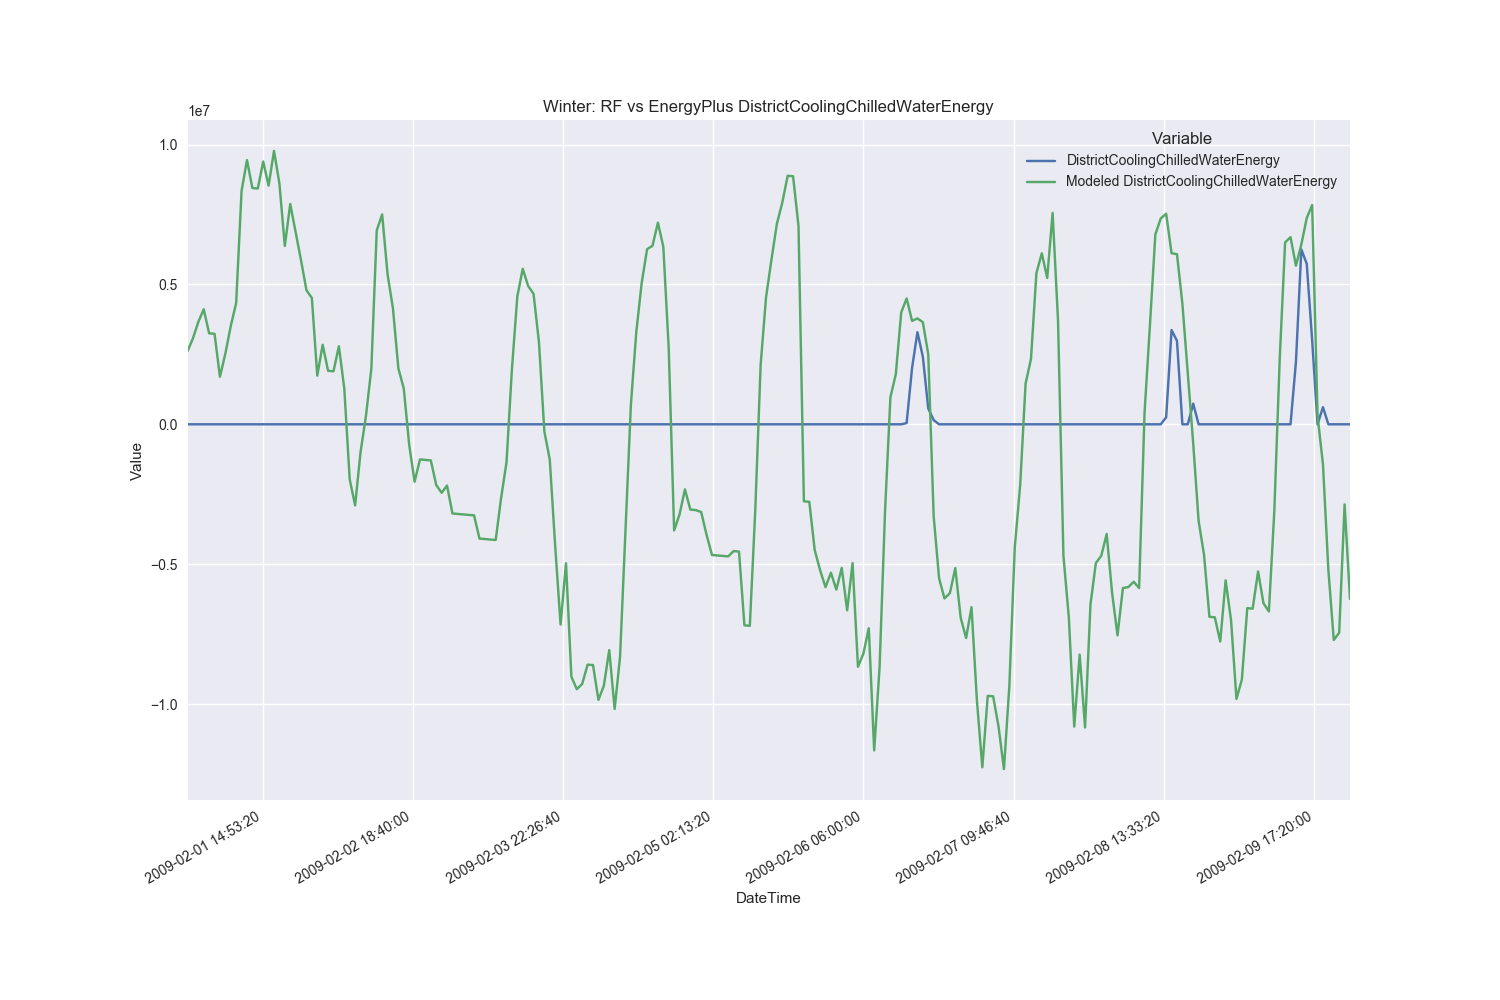 Winter: RF vs EnergyPlus DistrictCoolingChilledWaterEnergy
1e7
Variable
DistrictCoolingChilledWaterEnergy
Modeled DistrictCoolingChilledWaterEnergy
1.0
0.5
0.0
−0.5
−1.0
Value
2009-02-01 14:53:20
2009-02-02 18:40:00
2009-02-03 22:26:40
2009-02-05 02:13:20
2009-02-06 06:00:00
2009-02-07 09:46:40
2009-02-08 13:33:20
2009-02-09 17:20:00
DateTime